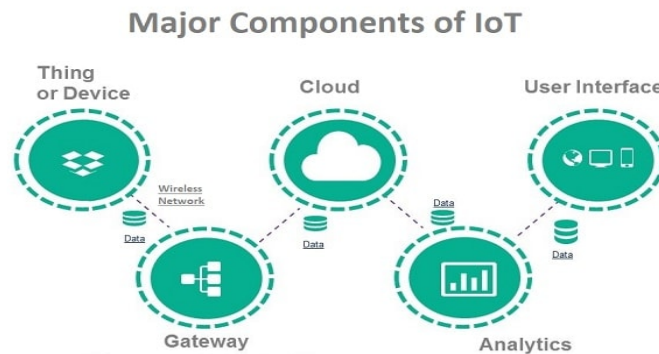 Major Components of IoT
Thing
or Device
Cloud
User Interface
Wireless
Network
Data
Data
Data
Data
Gateway
Analytics